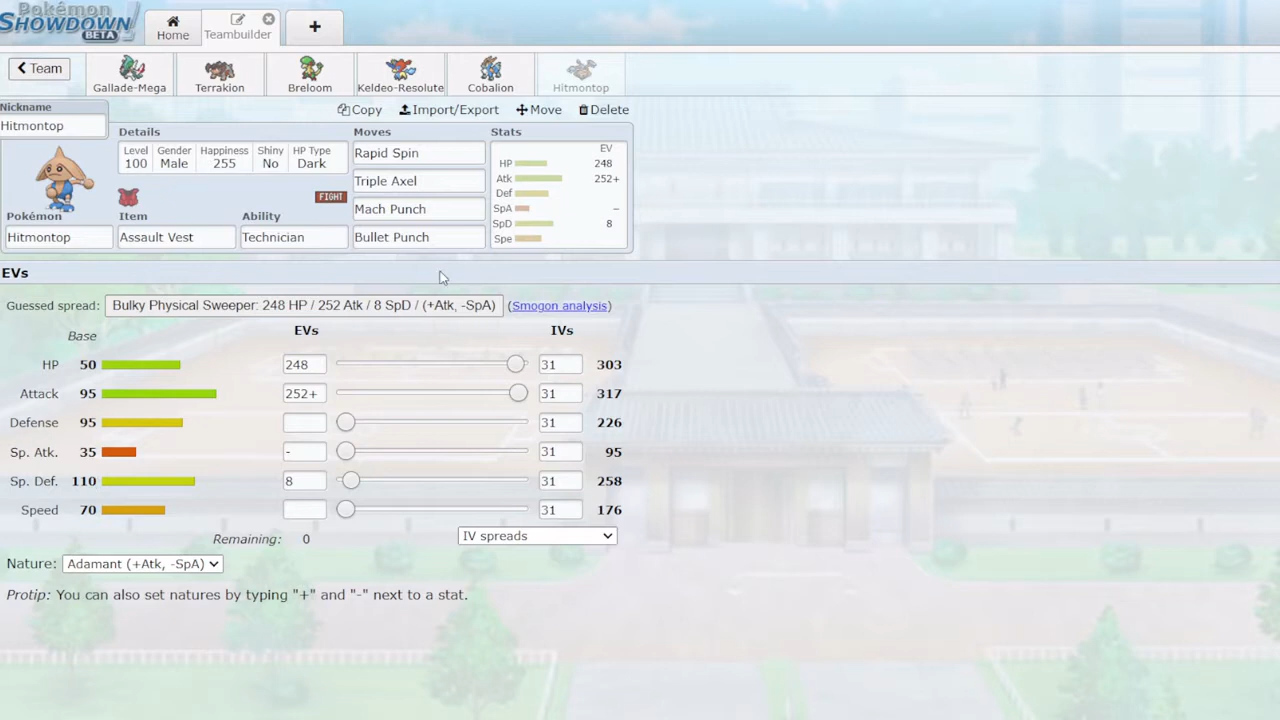 Pokémon
SHOWDOWN
BETA
Home
Teambuilder
+
Team
Gallade-Mega
Terrakion
Breloom
Keldeo-Resolute
Cobalion
Hitmontop
Nickname
Hitmontop
Copy Import/Export Move Delete
Details
Level Gender Happiness Shiny HP Type
100 Male 255 No Dark
FIGHT
Pokémon Item Ability
Hitmontop Assault Vest Technician
Moves
Rapid Spin
Triple Axel
Mach Punch
Bullet Punch
Stats
EV
HP 248
Atk 252+
Def
SpA –
SpD 8
Spe
EVs
Guessed spread: Bulky Physical Sweeper: 248 HP / 252 Atk / 8 SpD / (+Atk, -SpA) (Smogon analysis)
Base EVs IVs
HP 50 248 31 303
Attack 95 252+ 31 317
Defense 95 31 226
Sp. Atk. 35 - 31 95
Sp. Def. 110 8 31 258
Speed 70 31 176
Remaining: 0 IV spreads
Nature: Adamant (+Atk, -SpA)
Protip: You can also set natures by typing "+" and "-" next to a stat.